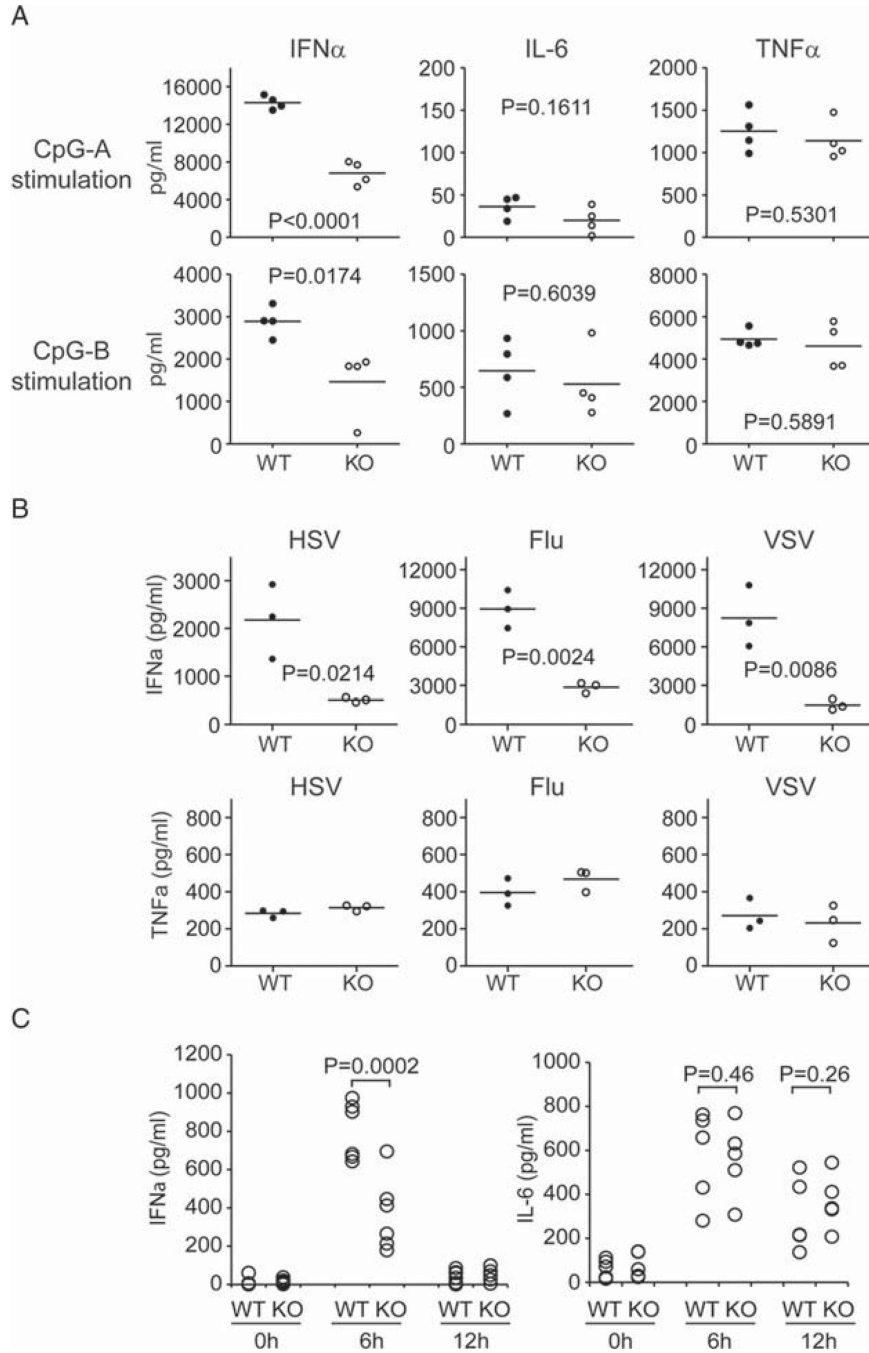 A
IFNα IL-6 TNFα
CpG-A
stimulation
pg/ml
16000
12000
8000
4000
0
P<0.0001
200
150
100
50
0
P=0.1611
2000
1500
1000
500
0
P=0.5301
CpG-B
stimulation
pg/ml
4000
3000
2000
1000
0
P=0.0174
WT KO
1500
1000
500
0
P=0.6039
WT KO
8000
6000
4000
2000
0
P=0.5891
WT KO
B
HSV Flu VSV
IFNa (pg/ml)
3000
2000
1000
0
P=0.0214
WT KO
12000
9000
6000
3000
0
P=0.0024
WT KO
12000
10000
8000
6000
4000
2000
0
P=0.0086
WT KO
HSV Flu VSV
TNFa (pg/ml)
800
600
400
200
0
WT KO
800
600
400
200
0
WT KO
800
600
400
200
0
WT KO
C
IFNa (pg/ml)
1200
1000
800
600
400
200
0
P=0.0002
WT KO WT KO WT KO
0h 6h 12h
IL-6 (pg/ml)
1000
800
600
400
200
0
P=0.46 P=0.26
WT KO WT KO WT KO
0h 6h 12h